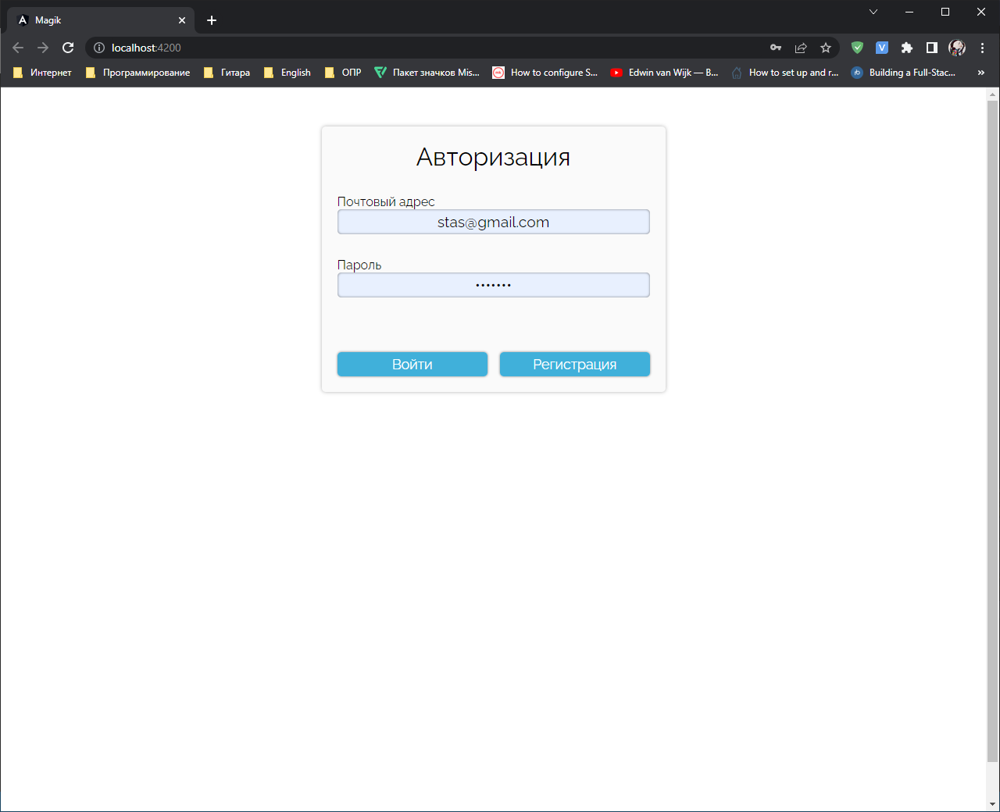 Magik
localhost:4200
Интернет Программирование Гитара English ОПР Пакет значков Mis... How to configure S... Edwin van Wijk — B... How to set up and r... Building a Full-Stac... »
Авторизация
Почтовый адрес
stas@gmail.com
Пароль
•••••••
Войти Регистрация